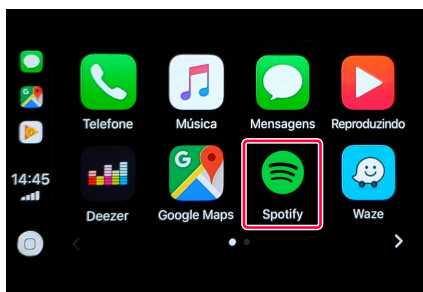 Telefone
Música
Mensagens
Reproduzindo
14:45
Deezer
G
Google Maps
Spotify
Waze